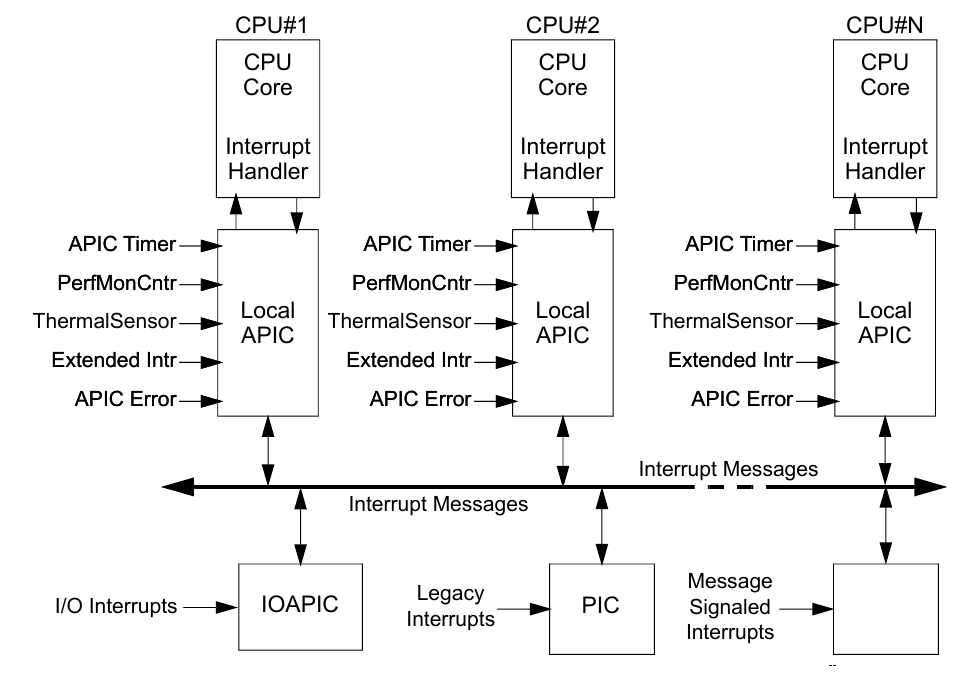 CPU#1
CPU#2
CPU#N
CPU
Core
Interrupt
Handler
CPU
Core
Interrupt
Handler
CPU
Core
Interrupt
Handler
APIC Timer
PerfMonCntr
ThermalSensor
Extended Intr
APIC Error
Local
APIC
APIC Timer
PerfMonCntr
ThermalSensor
Extended Intr
APIC Error
Local
APIC
APIC Timer
PerfMonCntr
ThermalSensor
Extended Intr
APIC Error
Local
APIC
Interrupt Messages
Interrupt Messages
I/O Interrupts
IOAPIC
Legacy
Interrupts
PIC
Message
Signaled
Interrupts